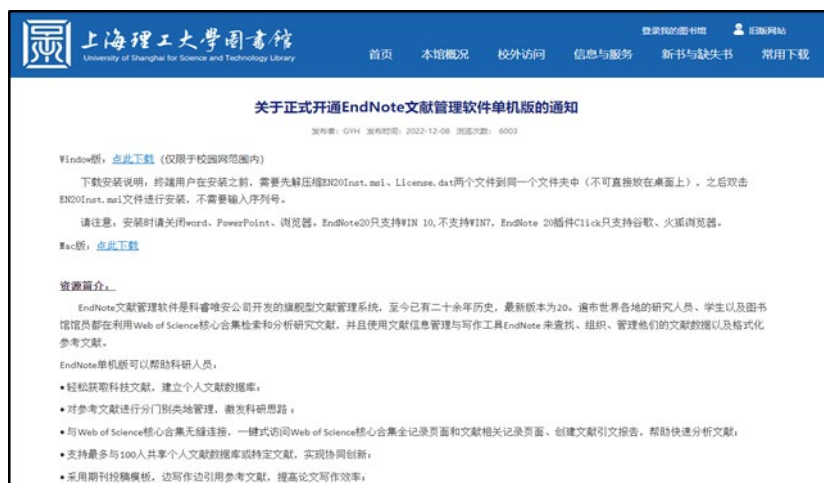 上海理工大学图书馆
University of Shanghai for Science and Technology Library
登录我的图书馆 旧版网站
首页 本馆概况 校外访问 信息与服务 新书与缺失书 常用下载
关于正式开通EndNote文献管理软件单机版的通知
发布者：GYH 发布时间：2022-12-08 浏览次数：6003
Window版：点此下载 (仅限于校园网范围内)
下载安装说明，终端用户在安装之前，需要先解压缩EN20Inst.msi、License.dat两个文件到同一个文件夹中（不可直接放在桌面上），之后双击
EN20Inst.msi文件进行安装，不需要输入序列号。
请注意，安装时请关闭word、PowerPoint、浏览器。EndNote20只支持WIN 10,不支持WIN7。EndNote 20插件Click只支持谷歌、火狐浏览器。
Mac版：点此下载
资源简介：
EndNote文献管理软件是科睿唯安公司开发的旗舰型文献管理系统，至今已有二十余年历史，最新版本为20。遍布世界各地的研究人员、学生以及图书
馆馆员都在利用Web of Science核心合集检索和分析研究文献，并且使用文献信息管理与写作工具EndNote 来查找、组织、管理他们的文献数据以及格式化
参考文献。
EndNote单机版可以帮助科研人员：
•轻松获取科技文献，建立个人文献数据库；
•对参考文献进行分门别类地管理，激发科研思路；
•与Web of Science核心合集无缝连接，一键式访问Web of Science核心合集全记录页面和文献相关记录页面、创建文献引文报告，帮助快速分析文献；
•支持最多与100人共享个人文献数据库或特定文献，实现协同创新；
•采用期刊投稿模板，边写作边引用参考文献，提高论文写作效率；